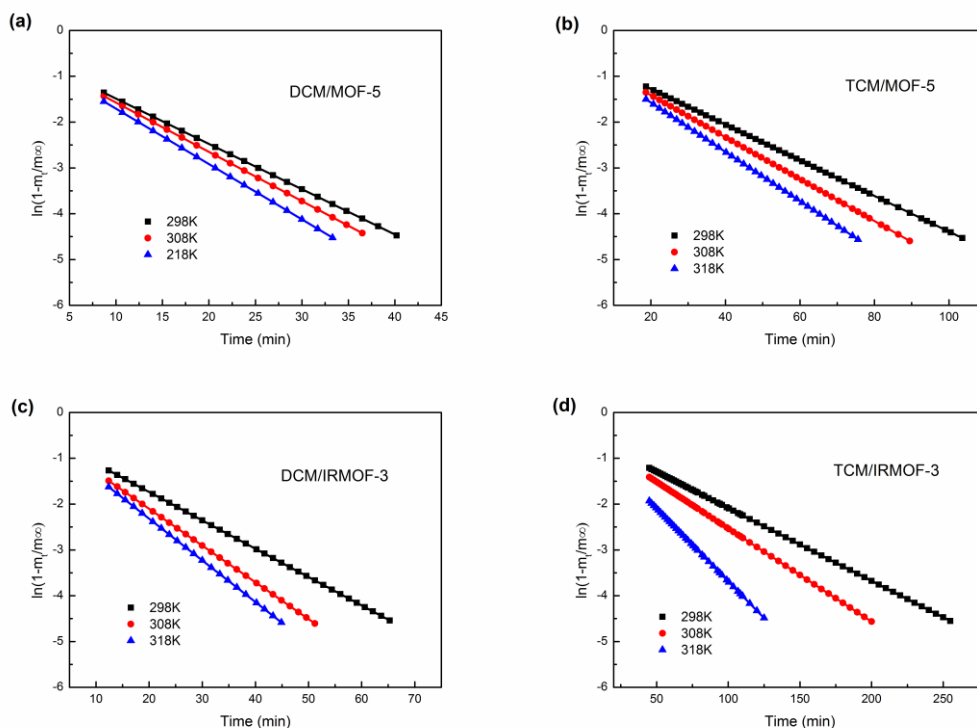 (a)
DCM/MOF-5
0
-1
-2
-3
-4
-5
-6
ln(1-mt/m∞)
298K
308K
218K
5 10 15 20 25 30 35 40 45
Time (min)
(b)
TCM/MOF-5
0
-1
-2
-3
-4
-5
-6
ln(1-mt/m∞)
298K
308K
318K
20 40 60 80 100
Time (min)
(c)
DCM/IRMOF-3
0
-1
-2
-3
-4
-5
-6
ln(1-mt/m∞)
298K
308K
318K
10 20 30 40 50 60 70
Time (min)
(d)
TCM/IRMOF-3
0
-1
-2
-3
-4
-5
-6
ln(1-mt/m∞)
298K
308K
318K
50 100 150 200 250
Time (min)